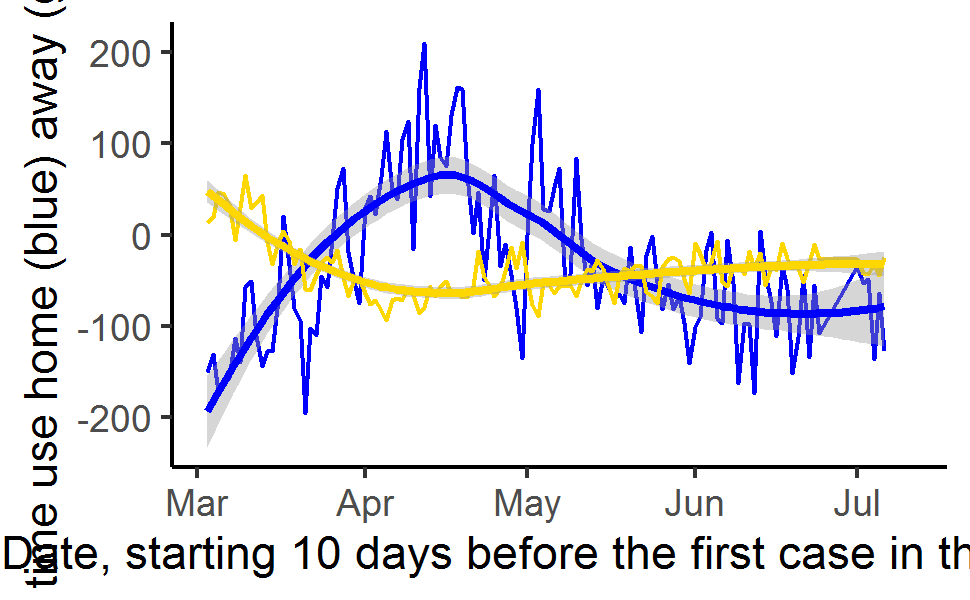 time use home (blue) away (
200
100
0
-100
-200
Mar Apr May Jun Jul
Date, starting 10 days before the first case in th